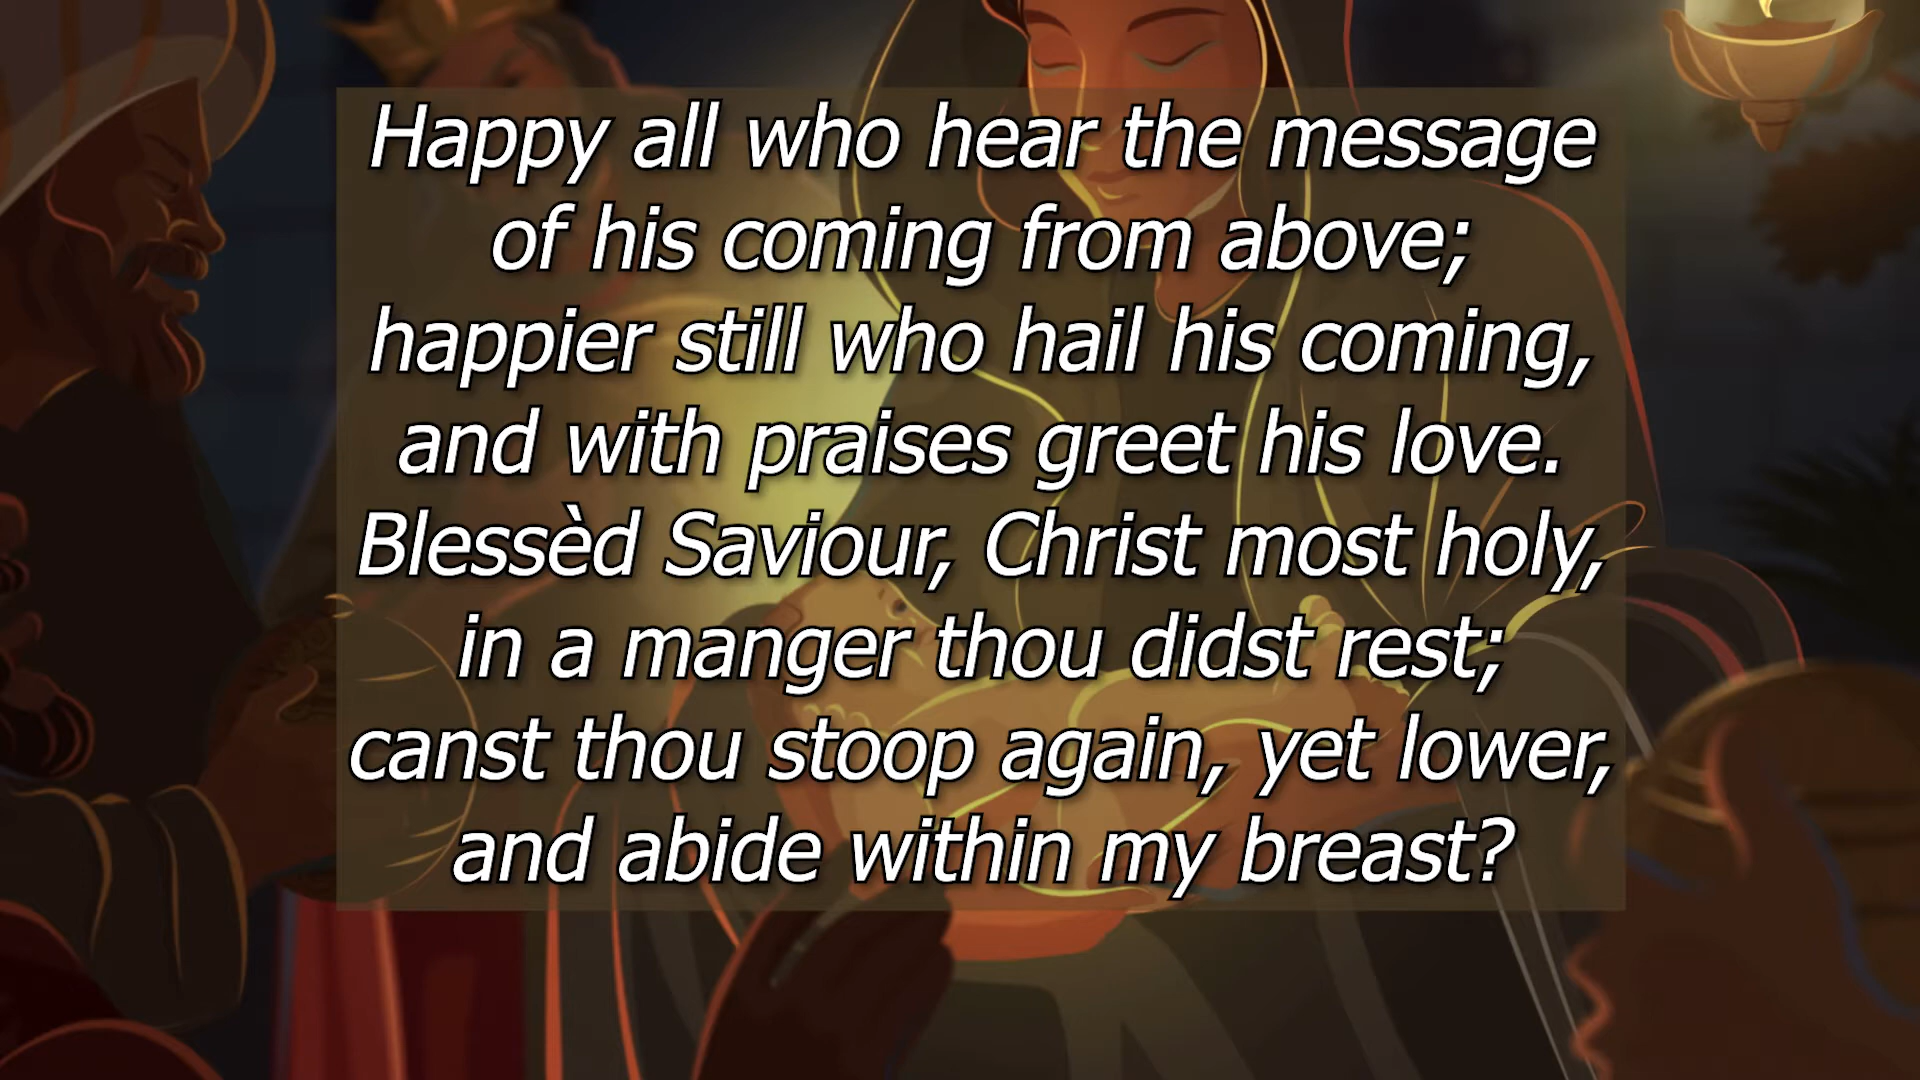 Happy all who hear the message
of his coming from above;
happier still who hail his coming,
and with praises greet his love.
Blessèd Saviour, Christ most holy,
in a manger thou didst rest;
canst thou stoop again, yet lower,
and abide within my breast?